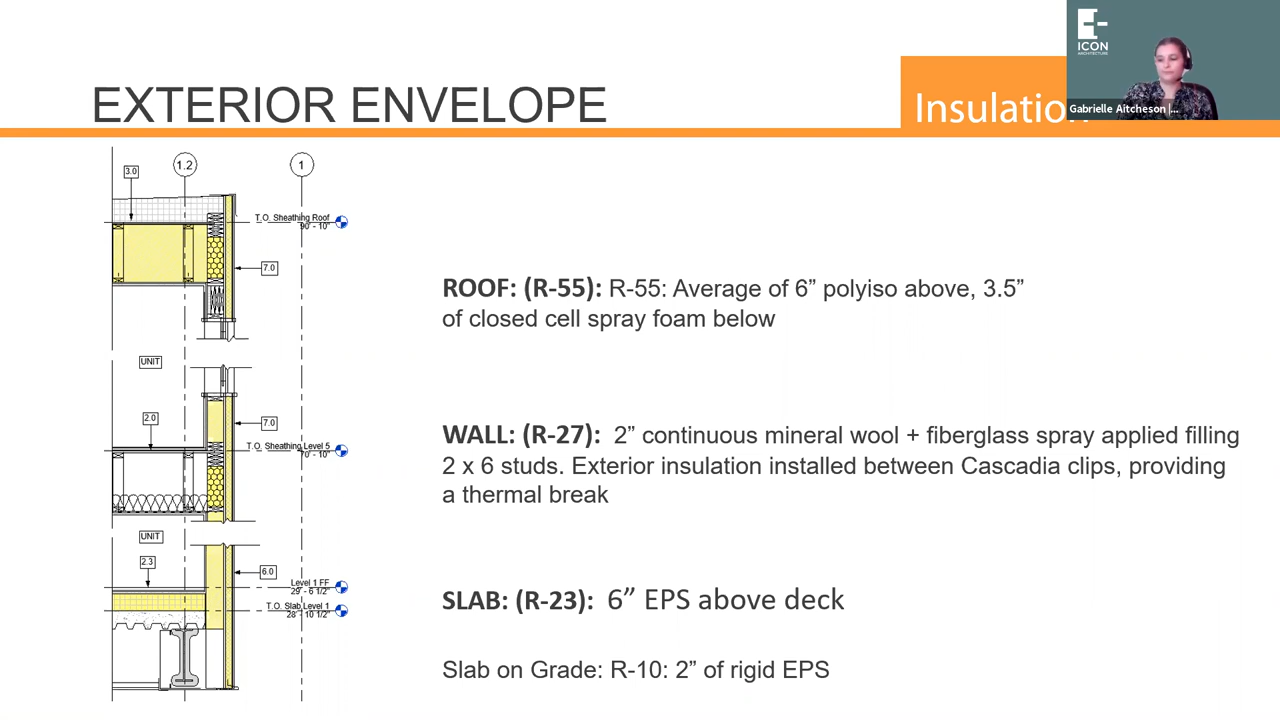 E-
ICON
ARCHITECTURE
Gabrielle Aitcheson |...
EXTERIOR ENVELOPE
Insulation
1.2
1
3.0
T.O. Sheathing Roof
90' - 10"
7.0
UNIT
2.0
7.0
T.O. Sheathing Level 5
70' - 10"
UNIT
2.3
6.0
Level 1 FF
29' - 6 1/2"
T.O. Slab Level 1
28' - 10 1/2"
ROOF: (R-55): R-55: Average of 6” polyiso above, 3.5”
of closed cell spray foam below
WALL: (R-27): 2” continuous mineral wool + fiberglass spray applied filling
2 x 6 studs. Exterior insulation installed between Cascadia clips, providing
a thermal break
SLAB: (R-23): 6” EPS above deck
Slab on Grade: R-10: 2” of rigid EPS